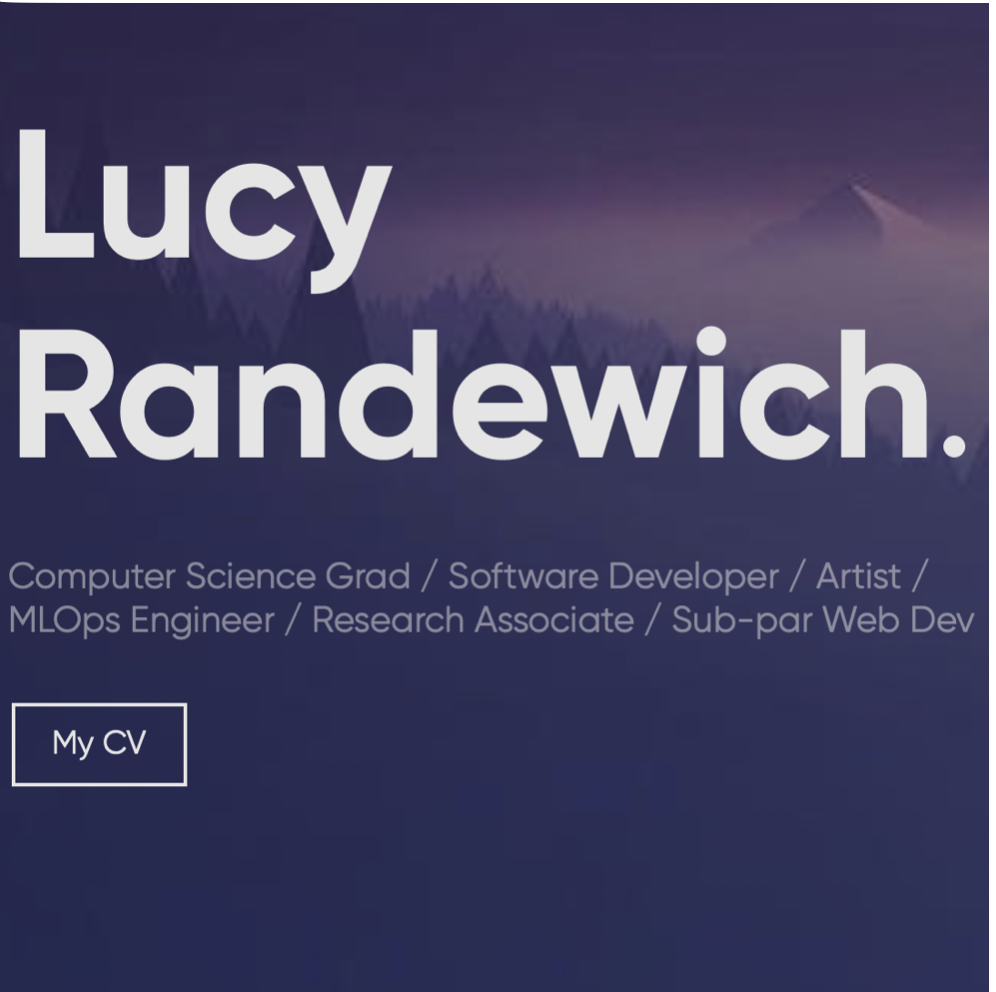 Lucy
Randewich.
Computer Science Grad / Software Developer / Artist /
MLOps Engineer / Research Associate / Sub-par Web Dev
My CV